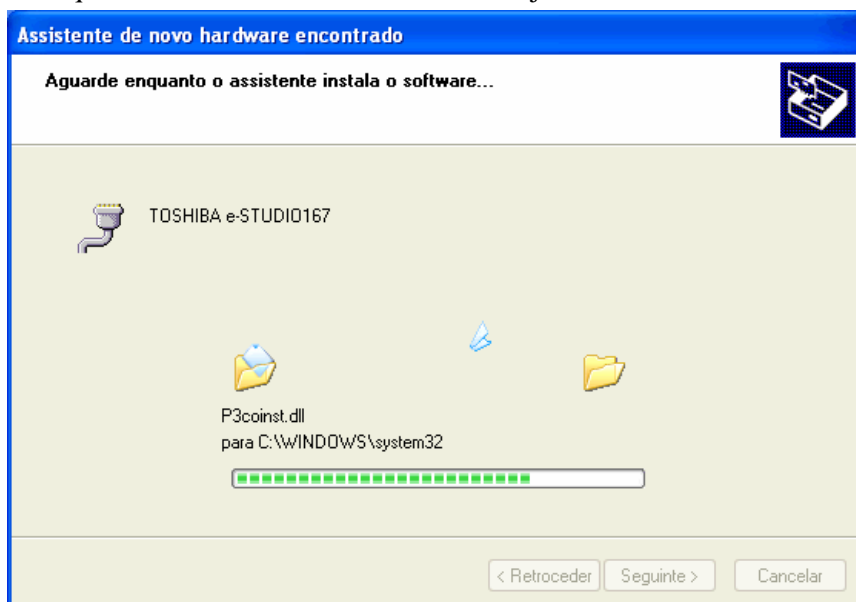 Assistente de novo hardware encontrado
Aguarde enquanto o assistente instala o software...
TOSHIBA e-STUDIO167
P3coinst.dll
para C:\WINDOWS\system32
< Retroceder Seguinte > Cancelar